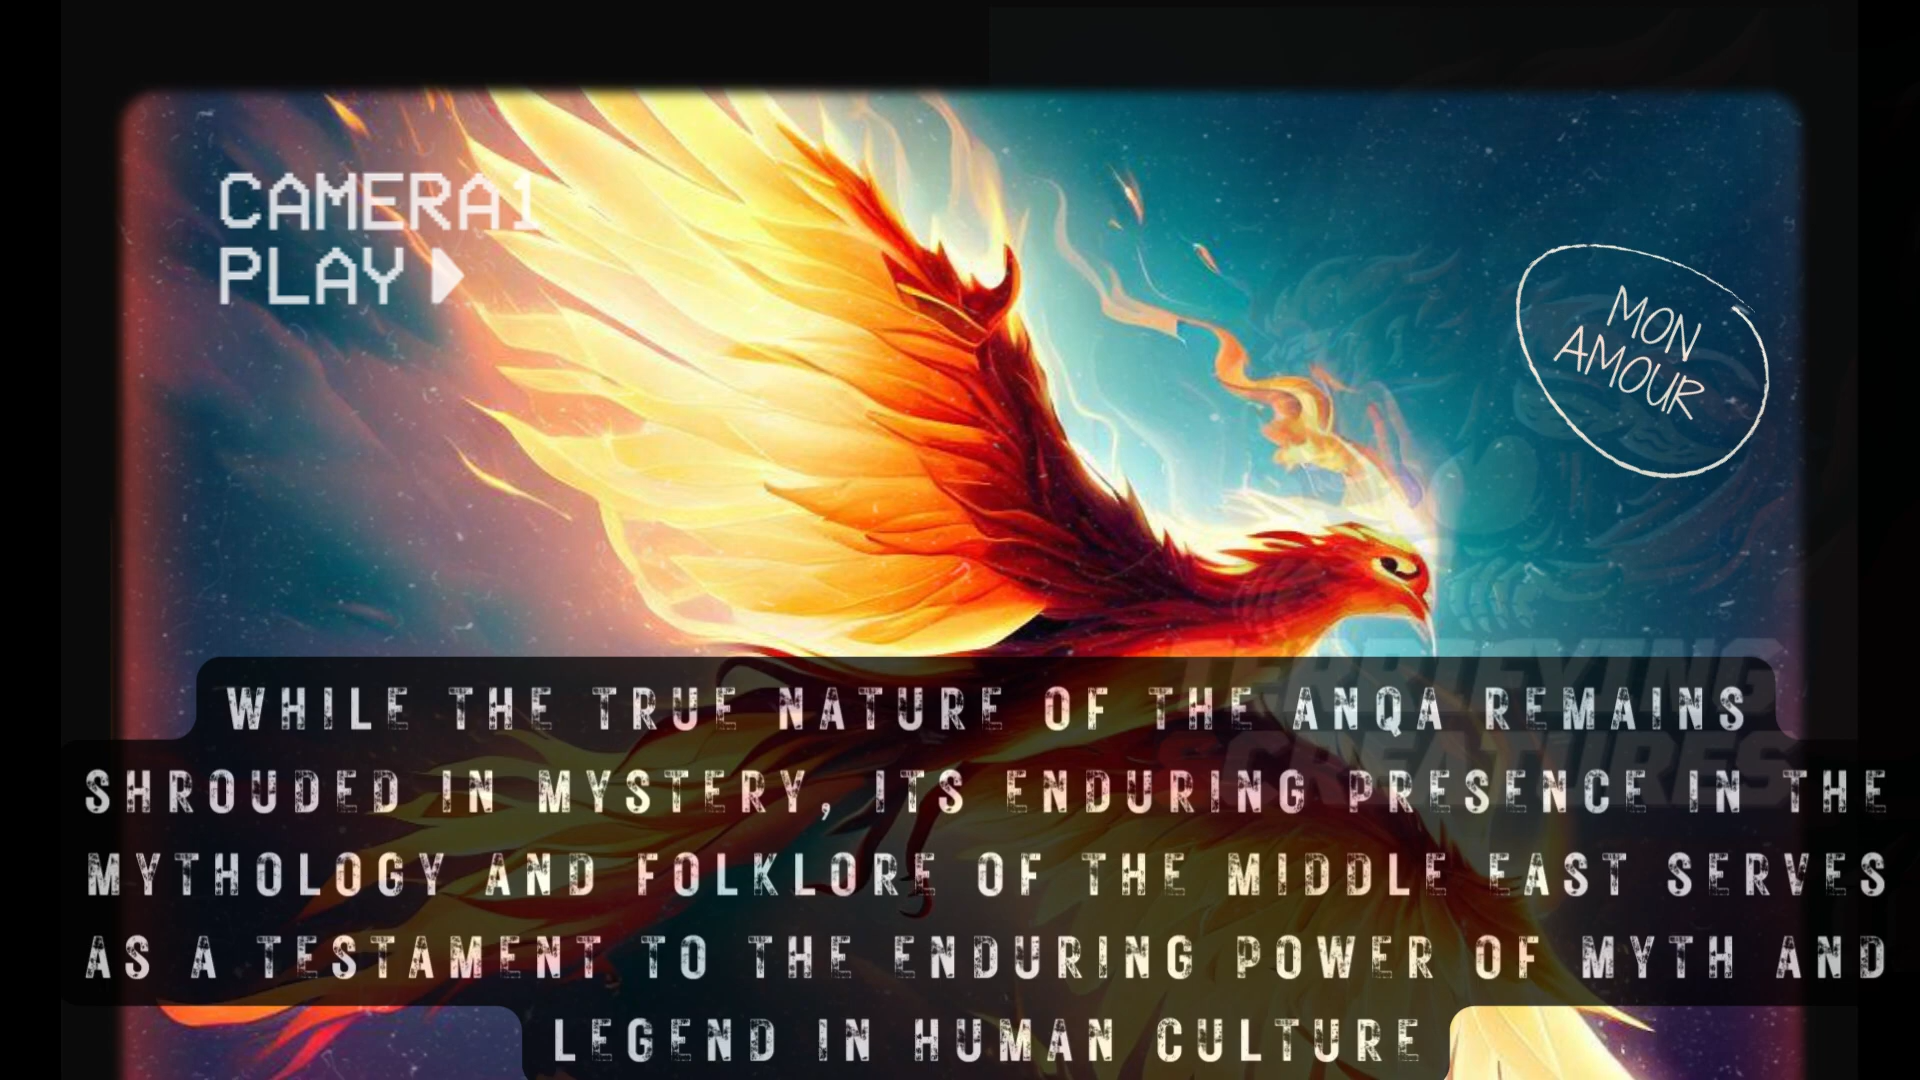 CAMERA1
PLAY
MON
AMOUR
TERRIFYING
CREATURES
WHILE THE TRUE NATURE OF THE ANQA REMAINS
SHROUDED IN MYSTERY, ITS ENDURING PRESENCE IN THE
MYTHOLOGY AND FOLKLORE OF THE MIDDLE EAST SERVES
AS A TESTAMENT TO THE ENDURING POWER OF MYTH AND
LEGEND IN HUMAN CULTURE